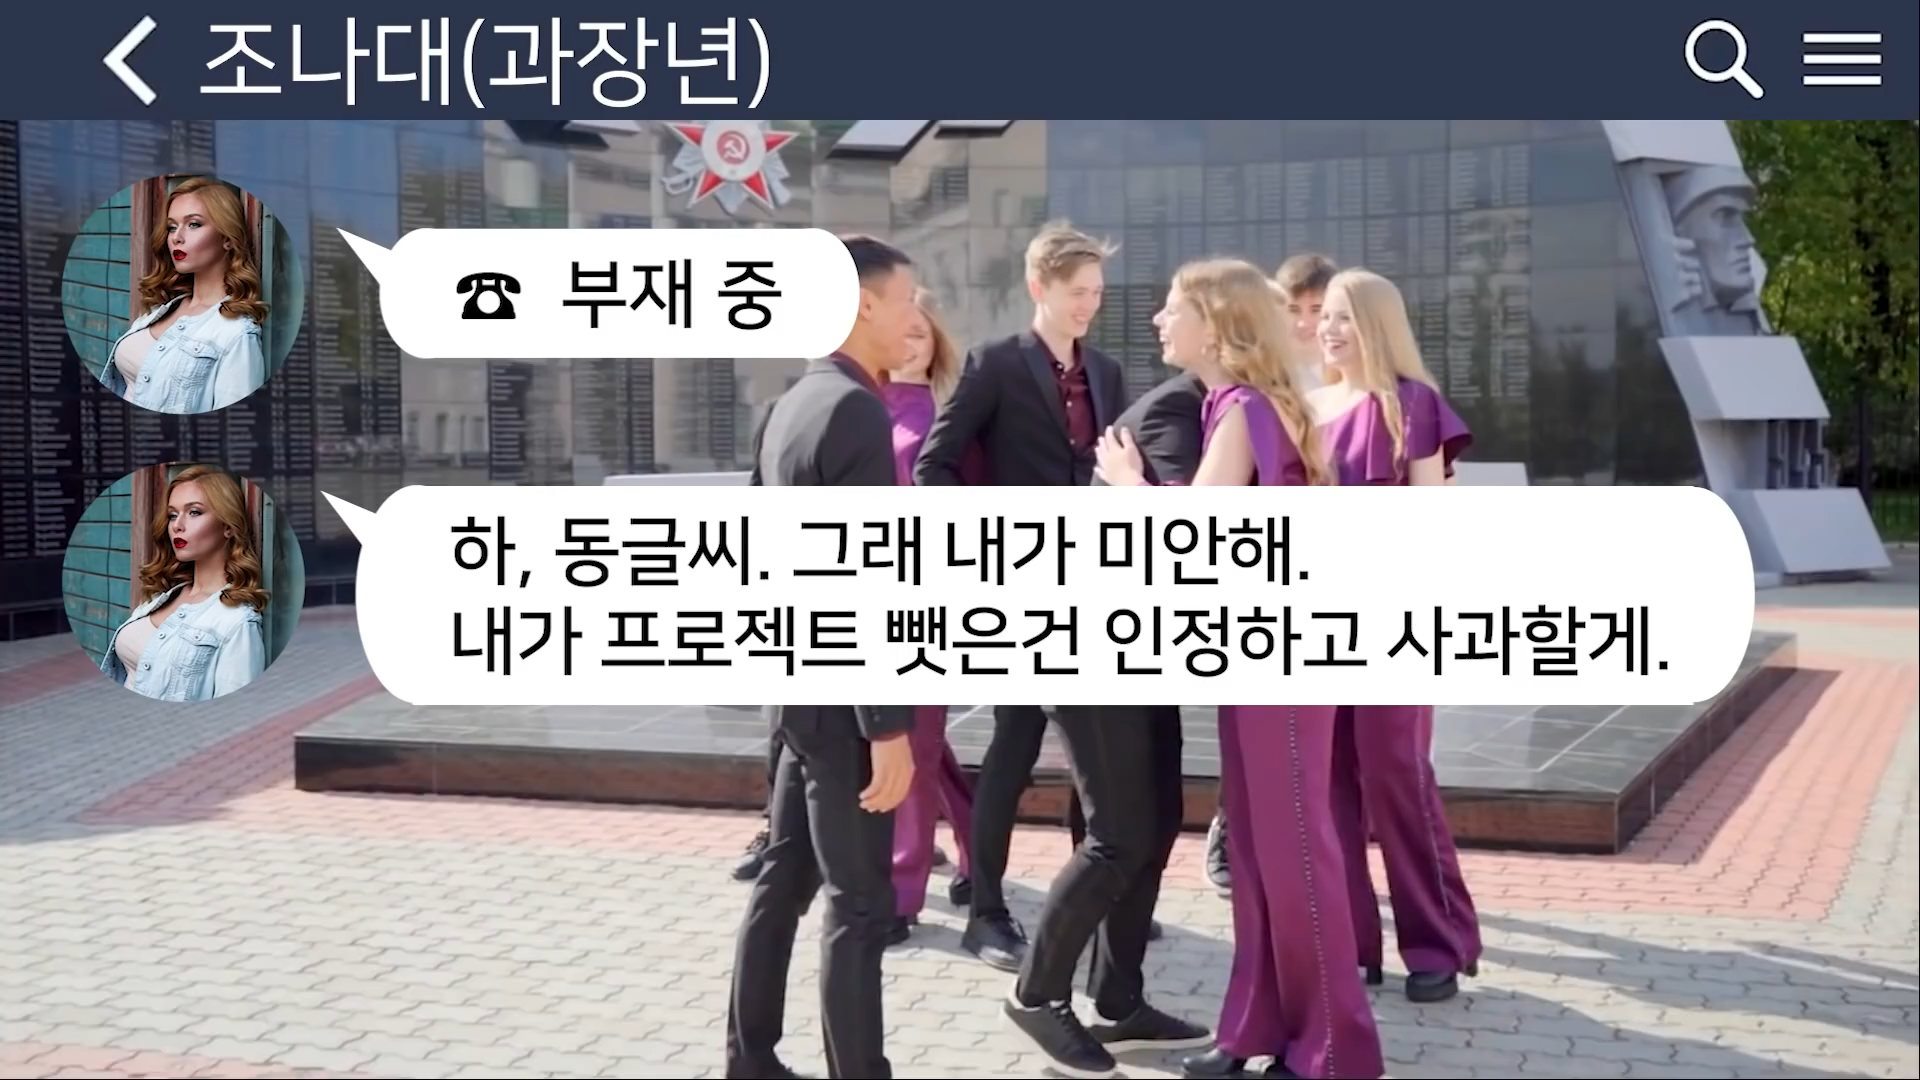 조나대(과장년)
☎ 부재 중
하, 동글씨. 그래 내가 미안해.
내가 프로젝트 뺏은건 인정하고 사과할게.